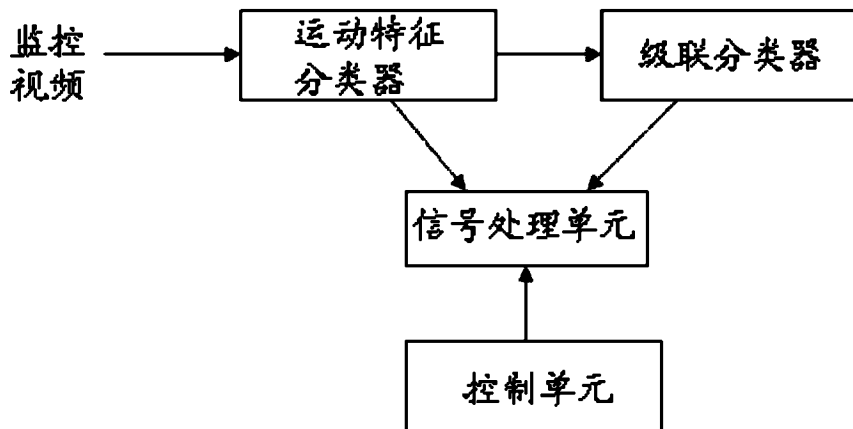 监控
视频
运动特征
分类器
级联分类器
信号处理单元
控制单元